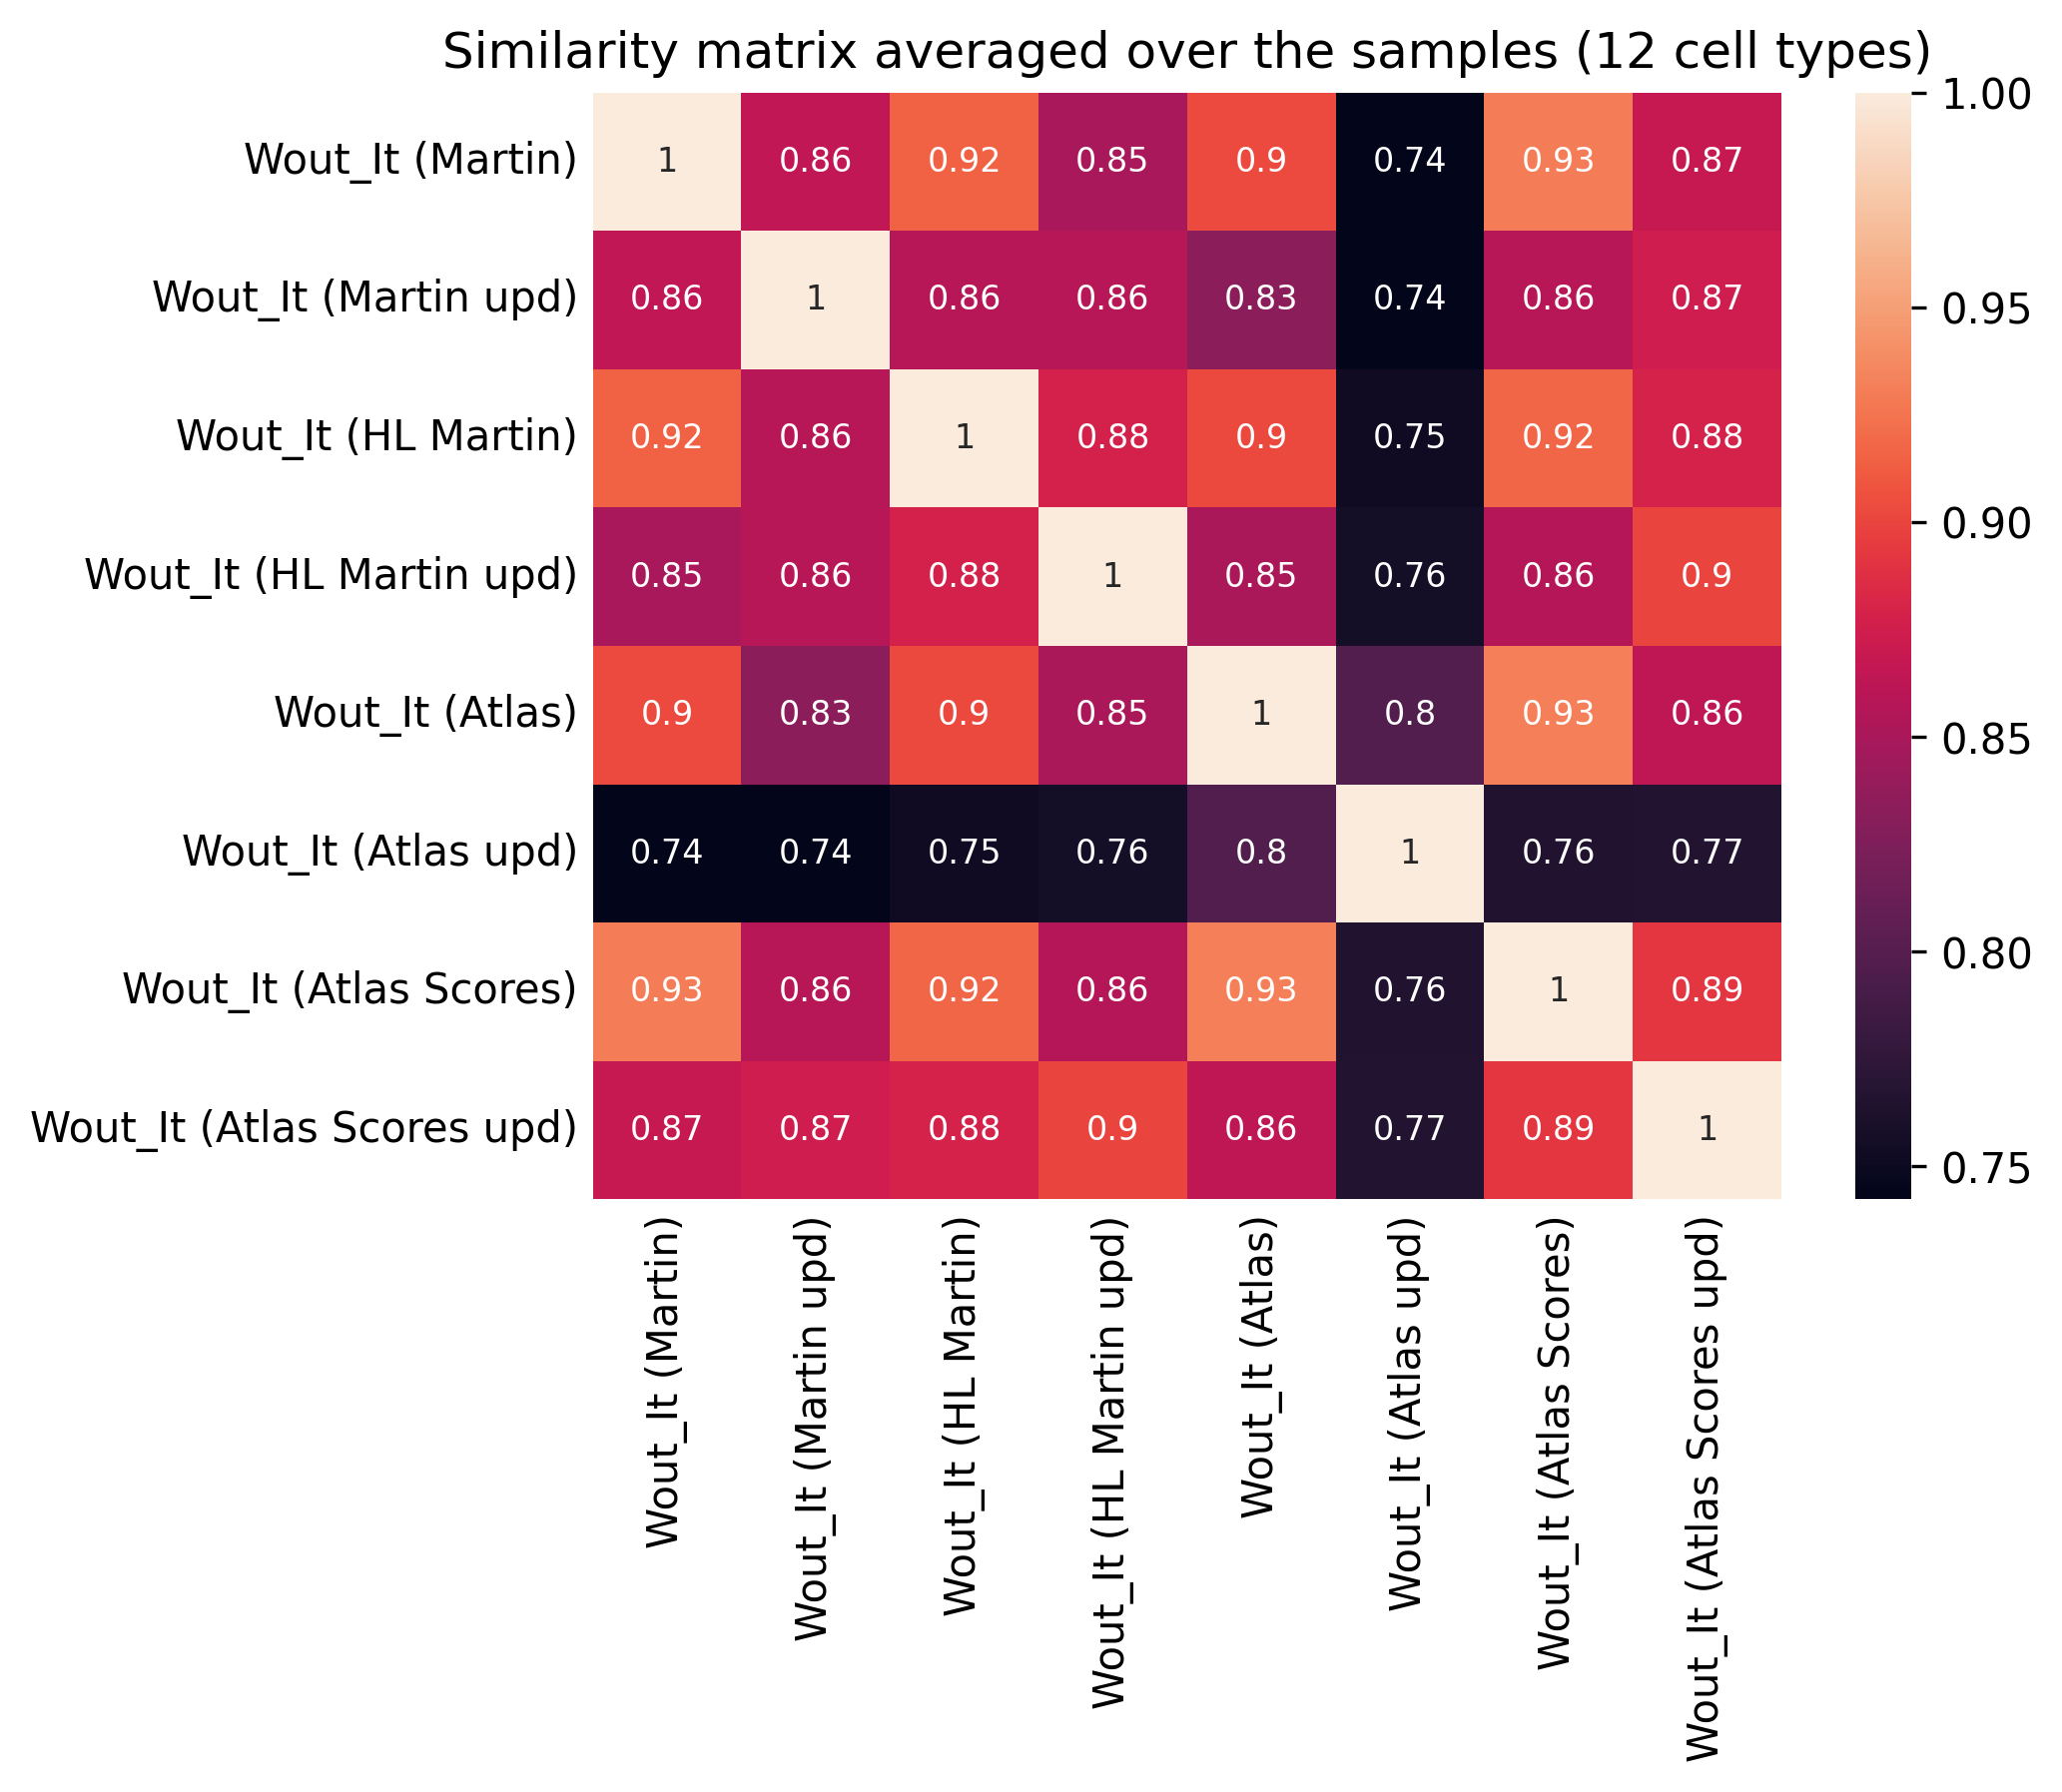 Similarity matrix averaged over the samples (12 cell types)
Wout_It (Martin) 1 0.86 0.92 0.85 0.9 0.74 0.93 0.87
Wout_It (Martin upd) 0.86 1 0.86 0.86 0.83 0.74 0.86 0.87
Wout_It (HL Martin) 0.92 0.86 1 0.88 0.9 0.75 0.92 0.88
Wout_It (HL Martin upd) 0.85 0.86 0.88 1 0.85 0.76 0.86 0.9
Wout_It (Atlas) 0.9 0.83 0.9 0.85 1 0.8 0.93 0.86
Wout_It (Atlas upd) 0.74 0.74 0.75 0.76 0.8 1 0.76 0.77
Wout_It (Atlas Scores) 0.93 0.86 0.92 0.86 0.93 0.76 1 0.89
Wout_It (Atlas Scores upd) 0.87 0.87 0.88 0.9 0.86 0.77 0.89 1
Wout_It (Martin)
Wout_It (Martin upd)
Wout_It (HL Martin)
Wout_It (HL Martin upd)
Wout_It (Atlas)
Wout_It (Atlas upd)
Wout_It (Atlas Scores)
Wout_It (Atlas Scores upd)
1.00
0.95
0.90
0.85
0.80
0.75